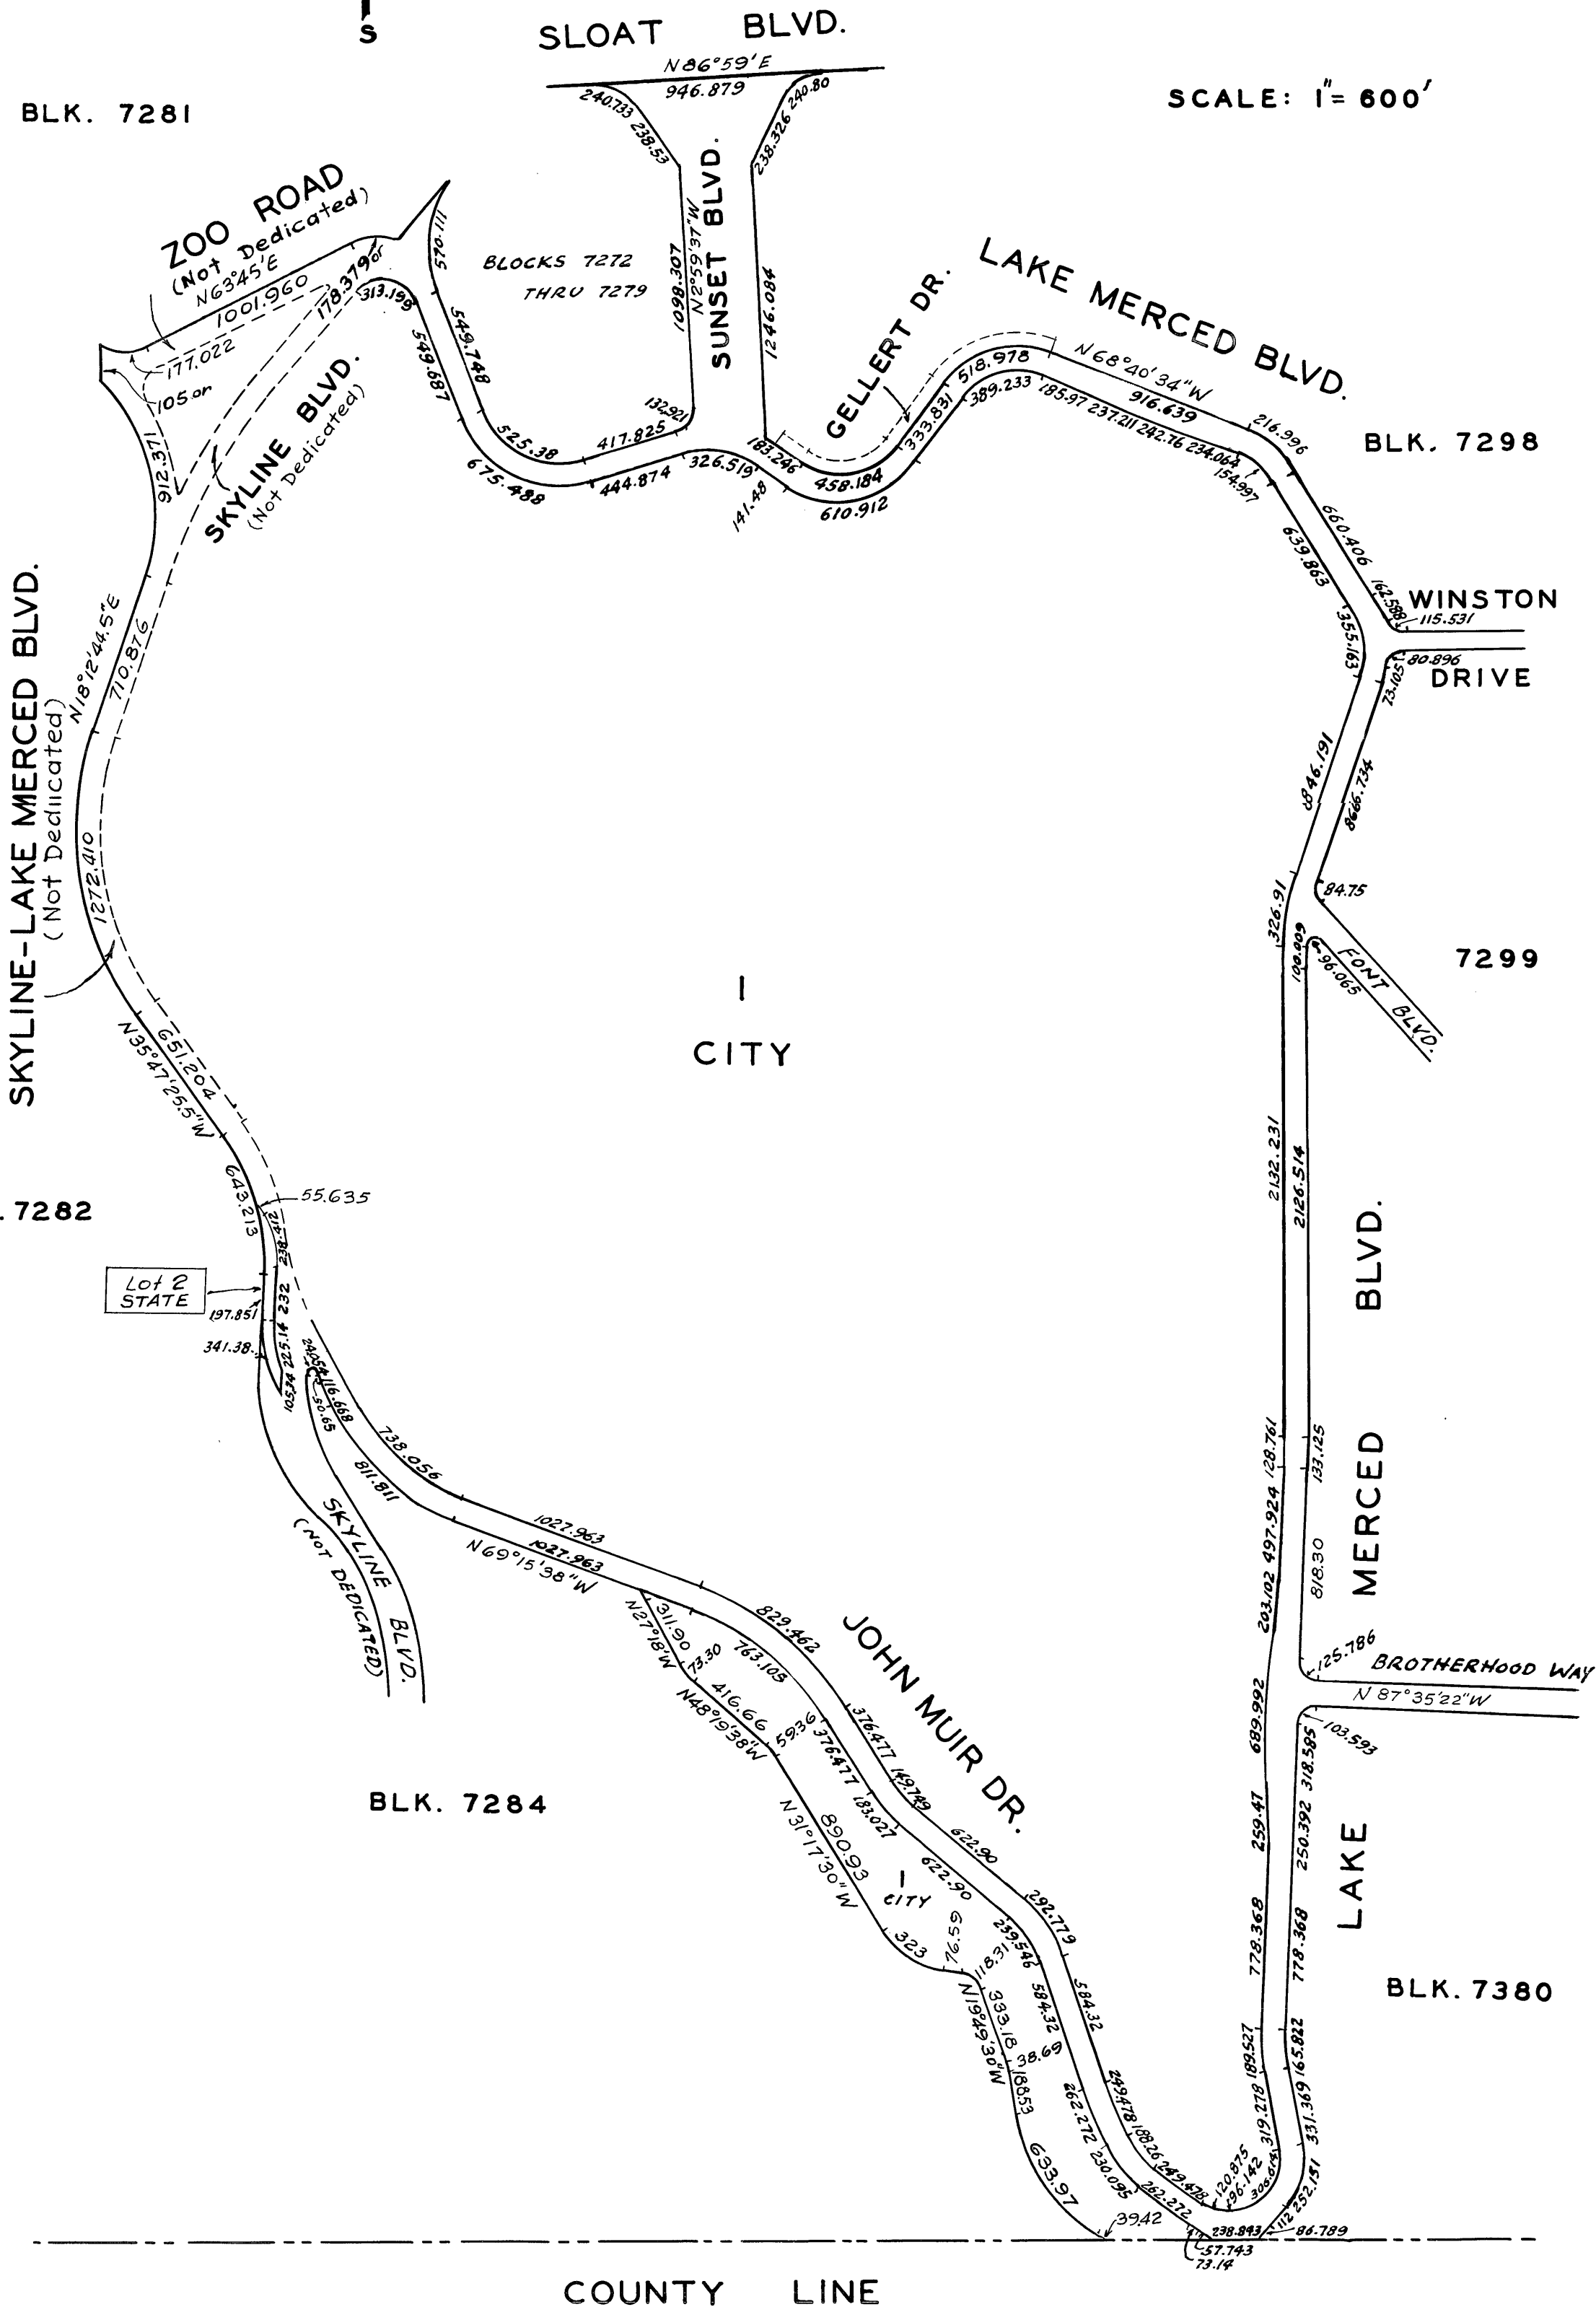 S
SLOAT BLVD.
N 86°59' E
946.879
240.733
238.53
240.80
238.326
BLK. 7281
SCALE: 1"= 600'
ZOO ROAD
(Not Dedicated)
N63°45'E
1001.960
178.379 or
177.022
105.or
912.371
313.199
570.111
BLOCKS 7272
THRU 7279
SUNSET BLVD.
N2°59'37"W
1098.307
1246.084
549.748
549.687
SKYLINE BLVD.
(Not Dedicated)
132.921
417.825
525.38
675.488
444.874
326.519
141.48
183.246
458.184
610.912
GELLERT DR.
333.831
518.978
389.233
LAKE MERCED BLVD.
N 68°40'34"W
916.639
185.97
237.211
242.76
234.064
154.997
216.996
BLK. 7298
660.406
639.863
162.588
WINSTON
115.531
355.163
80.896
DRIVE
73.105
846.191
8666.734
84.75
326.91
100.009
96.065
FONT BLVD.
7299
SKYLINE-LAKE MERCED BLVD.
(Not Dediicated)
N18°12'44.5"E
710.876
1272.410
N35°47'25.5"W
651.204
1
CITY
2132.231
2126.514
643.213
55.635
. 7282
238.412
Lot 2
STATE
232
197.851
225.14
341.38
105.34
50.65
116.668
738.056
811.811
SKYLINE BLVD.
(NOT DEDICATED)
1027.963
1027.963
N69°15'38"W
128.761
133.125
497.924
203.102
818.30
LAKE MERCED BLVD.
125.786
BROTHERHOOD WAY
N 87°35'22"W
103.593
689.992
318.585
311.90
N27°18'W
73.30
829.462
763.105
JOHN MUIR DR.
416.66
N48°19'38"W
59.36
376.477
376.477
149.749
183.027
BLK. 7284
890.93
N31°17'30"W
622.90
622.90
1
CITY
259.47
250.392
292.779
239.546
323
76.59
118.31
778.368
778.368
BLK. 7380
333.18
N19°49'30"W
584.32
584.32
38.69
188.53
189.527
165.822
249.478
188.26
249.478
262.272
230.095
262.272
319.278
331.369
120.875
96.142
306.614
252.151
633.97
39.42
238.893
112
86.789
57.743
73.14
COUNTY LINE